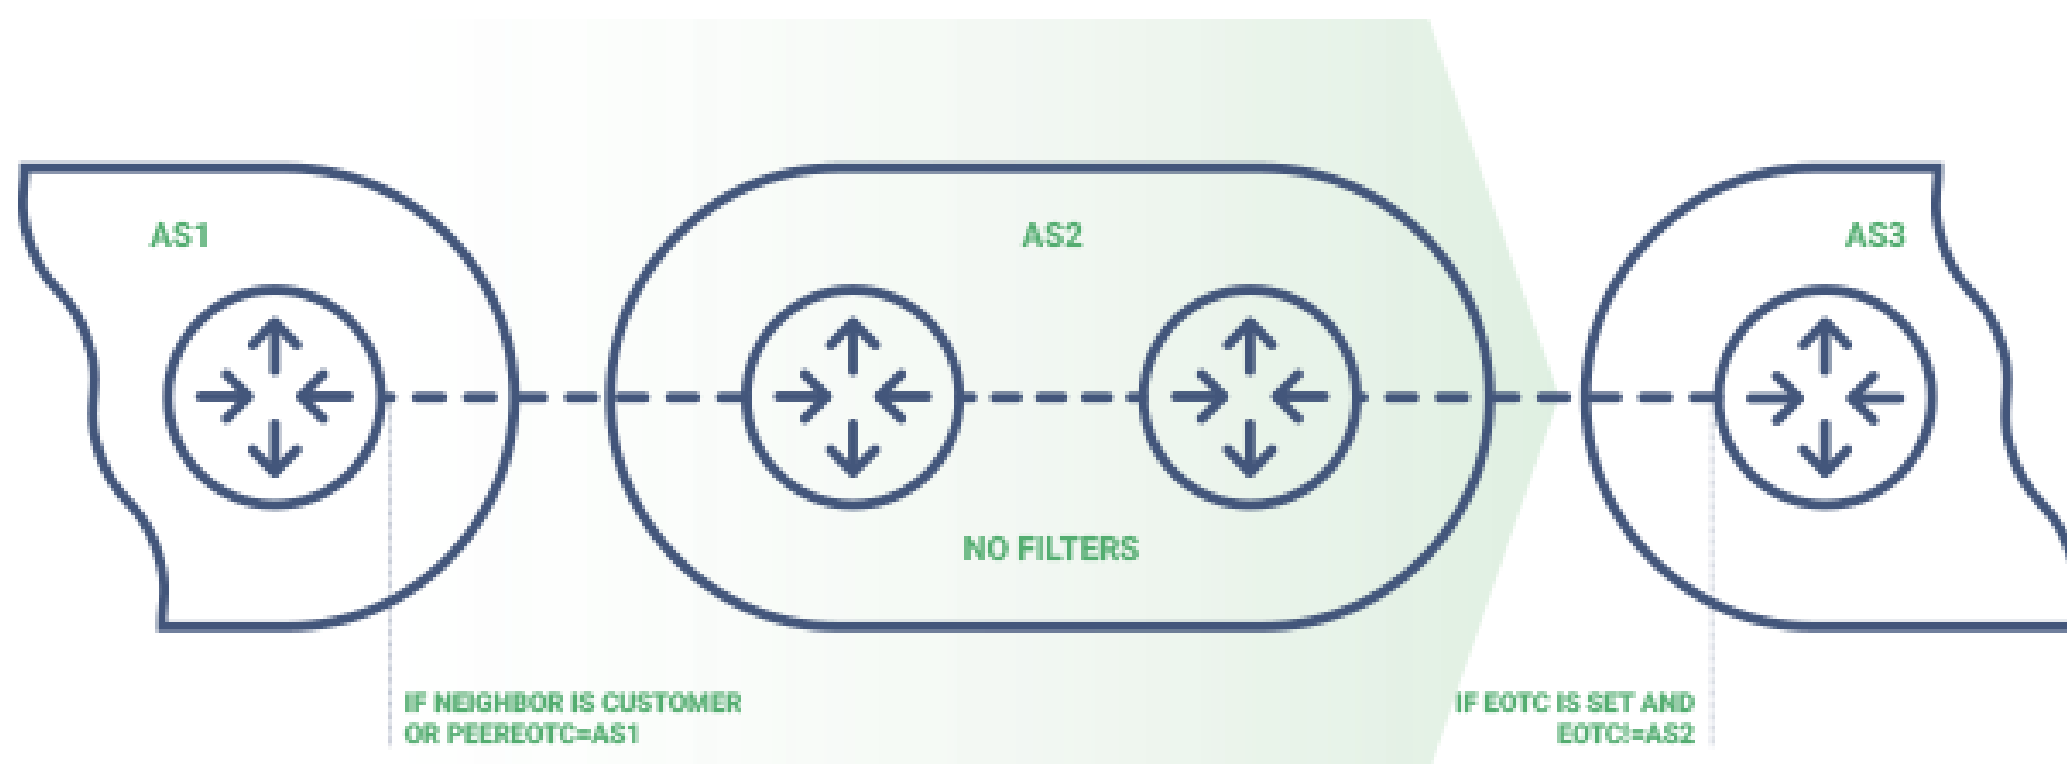 AS1
AS2
AS3
NO FILTERS
IF NEIGHBOR IS CUSTOMER
OR PEEREOTC=AS1
IF EOTC IS SET AND
EOTC!=AS2